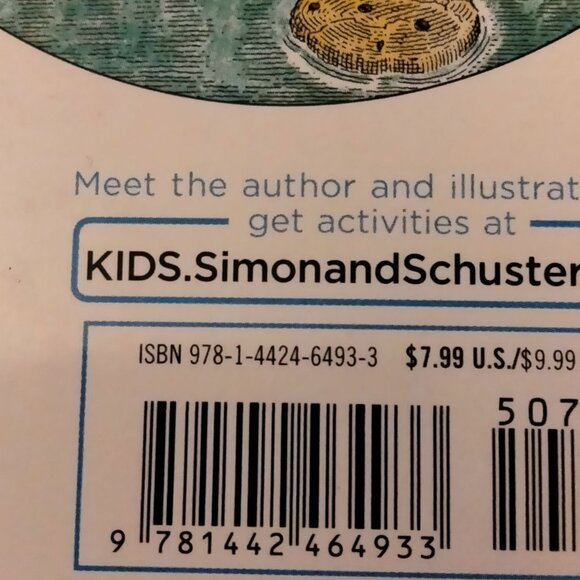 Meet the author and illustrat
get activities at
KIDS.SimonandSchuster
ISBN 978-1-4424-6493-3 $7.99 U.S./$9.99
507
9 781442 464933